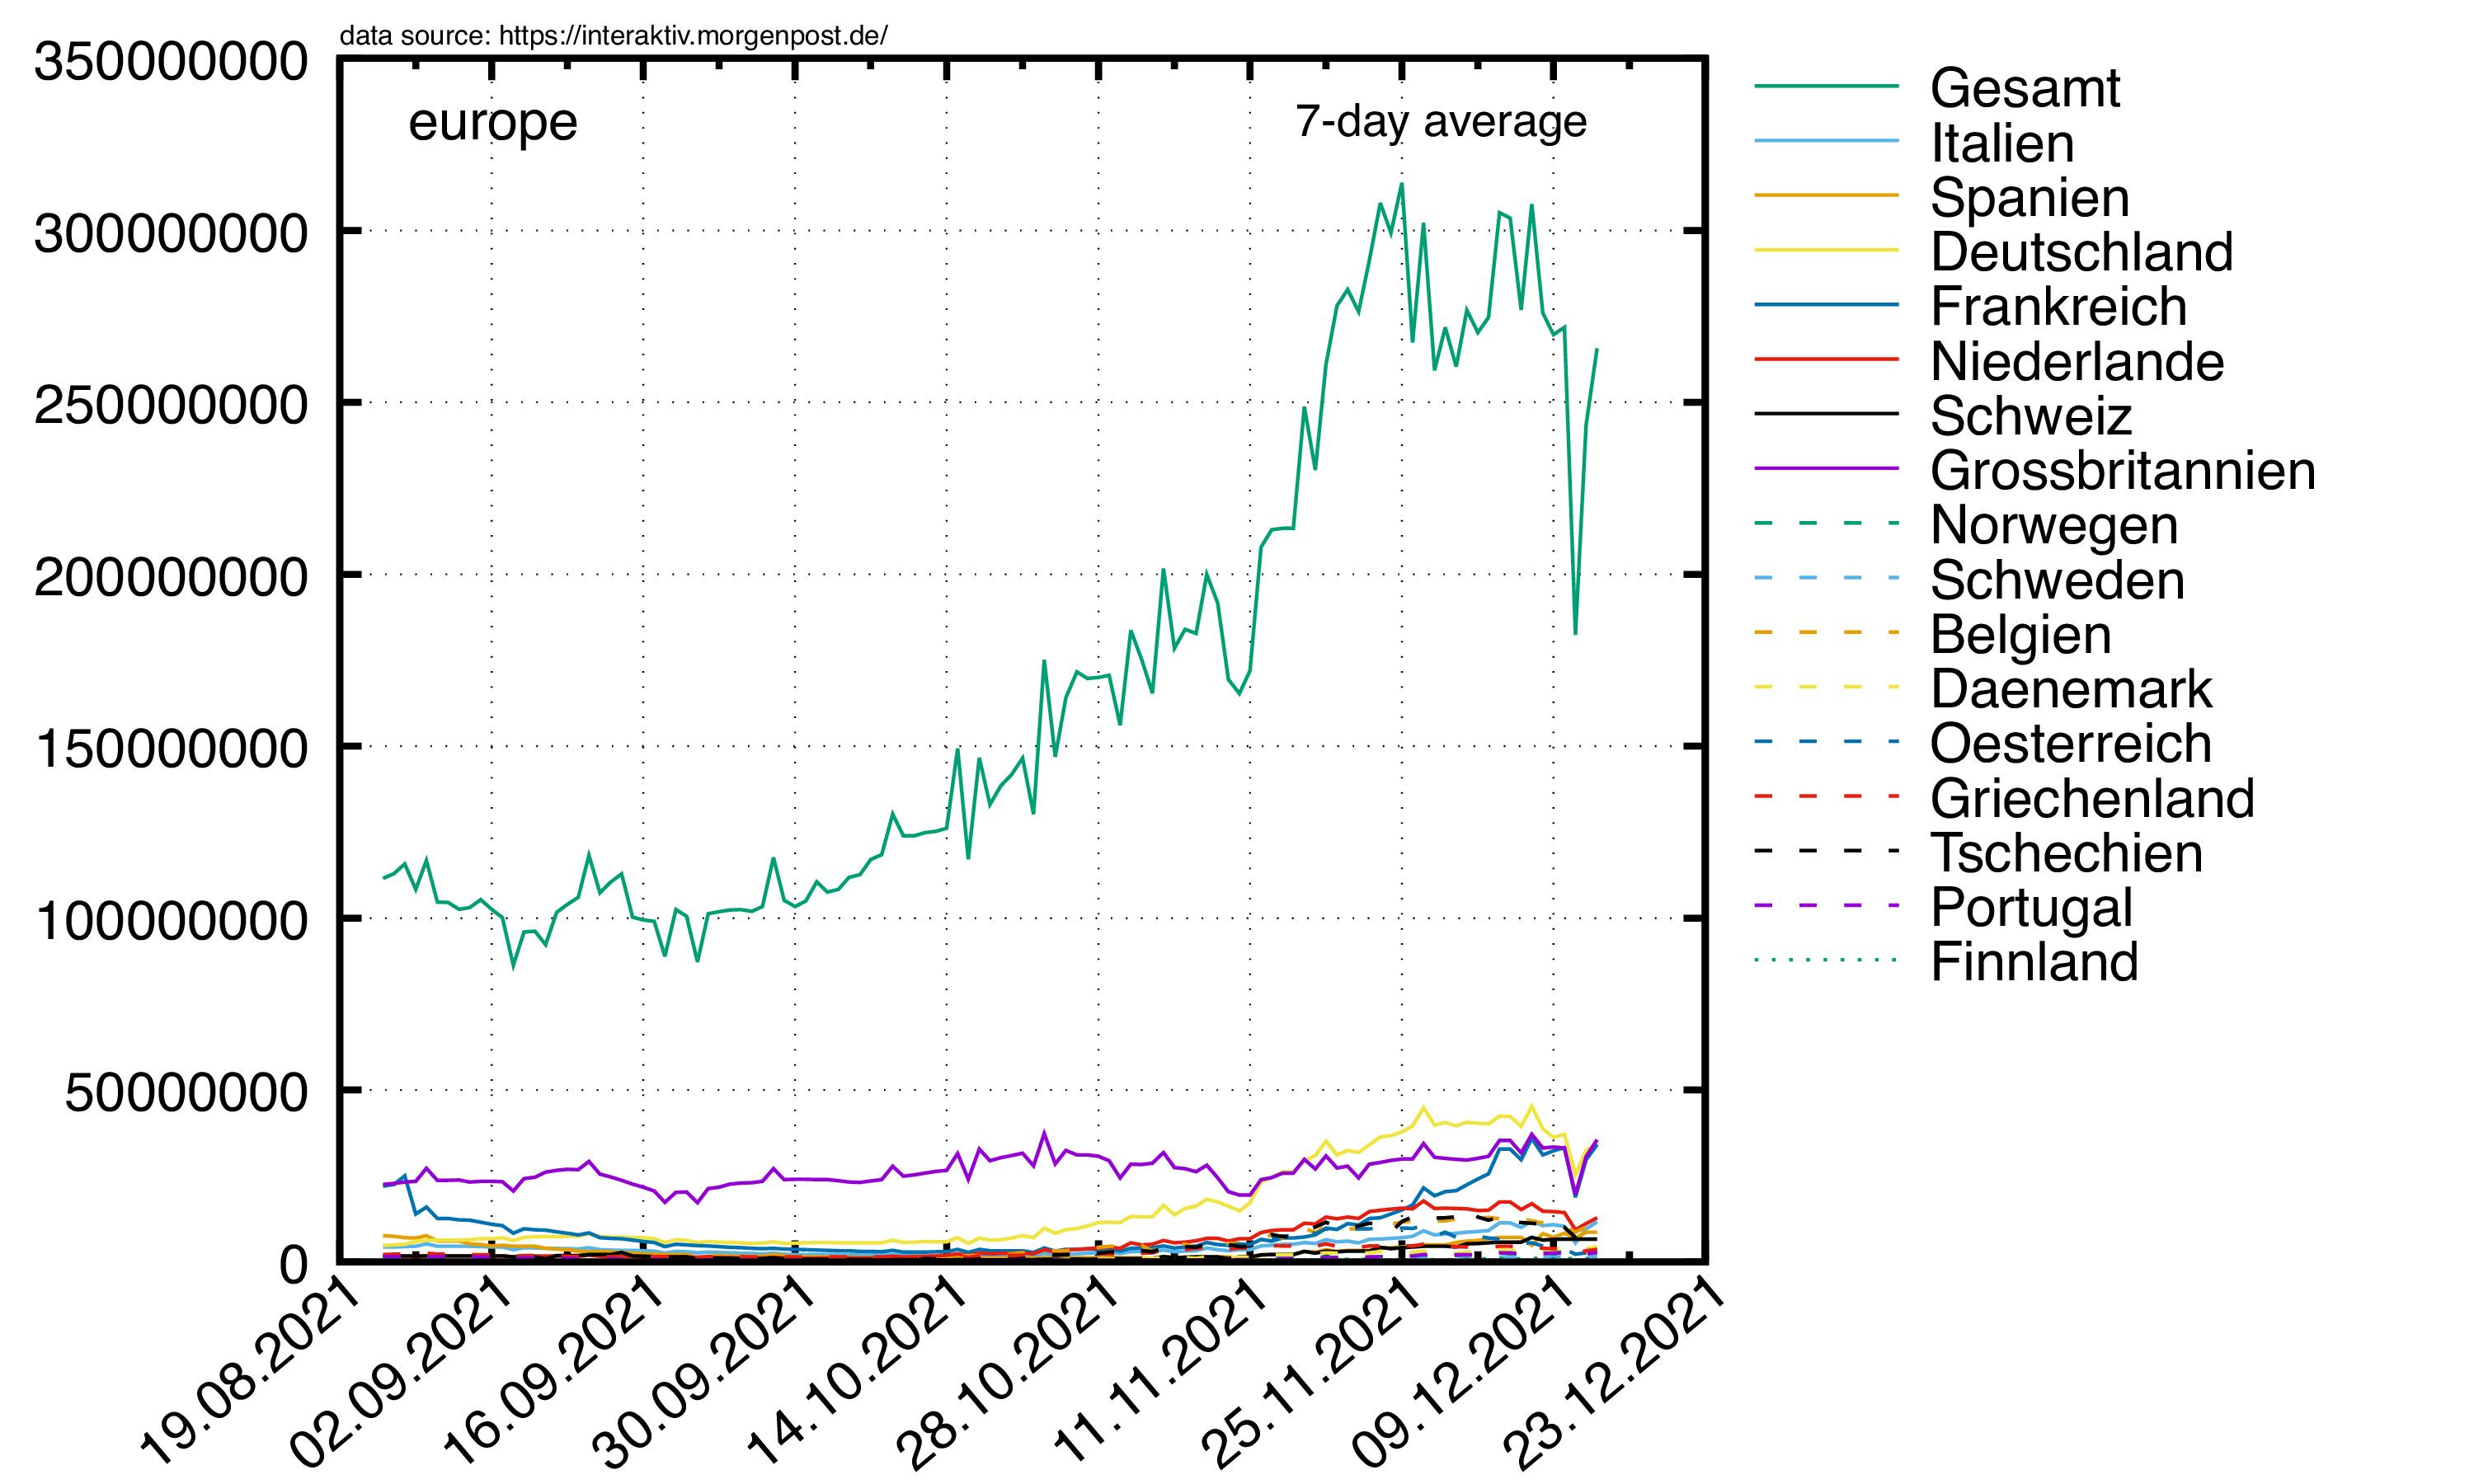 data source: https://interaktiv.morgenpost.de/
350000000
300000000
250000000
200000000
150000000
100000000
50000000
0
europe
7-day average
19.08.2021
02.09.2021
16.09.2021
30.09.2021
14.10.2021
28.10.2021
11.11.2021
25.11.2021
09.12.2021
23.12.2021
Gesamt
Italien
Spanien
Deutschland
Frankreich
Niederlande
Schweiz
Grossbritannien
Norwegen
Schweden
Belgien
Daenemark
Oesterreich
Griechenland
Tschechien
Portugal
Finnland